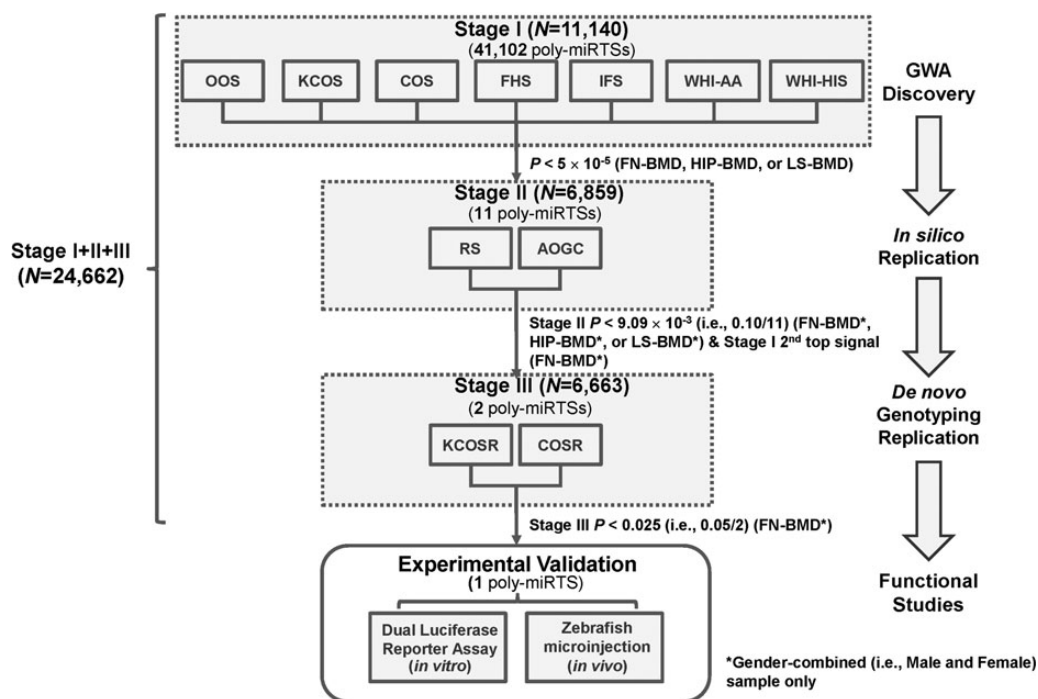 Stage I (N=11,140)
(41,102 poly-miRTSs)
OOS
KCOS
COS
FHS
IFS
WHI-AA
WHI-HIS
GWA
Discovery
P < 5 × 10⁻⁵ (FN-BMD, HIP-BMD, or LS-BMD)
Stage II (N=6,859)
(11 poly-miRTSs)
RS
AOGC
In silico
Replication
Stage I+II+III
(N=24,662)
Stage II P < 9.09 × 10⁻³ (i.e., 0.10/11) (FN-BMD*,
HIP-BMD*, or LS-BMD*) & Stage I 2ⁿᵈ top signal
(FN-BMD*)
Stage III (N=6,663)
(2 poly-miRTSs)
KCOSR
COSR
De novo
Genotyping
Replication
Stage III P < 0.025 (i.e., 0.05/2) (FN-BMD*)
Experimental Validation
(1 poly-miRTS)
Dual Luciferase
Reporter Assay
(in vitro)
Zebrafish
microinjection
(in vivo)
Functional
Studies
*Gender-combined (i.e., Male and Female)
sample only